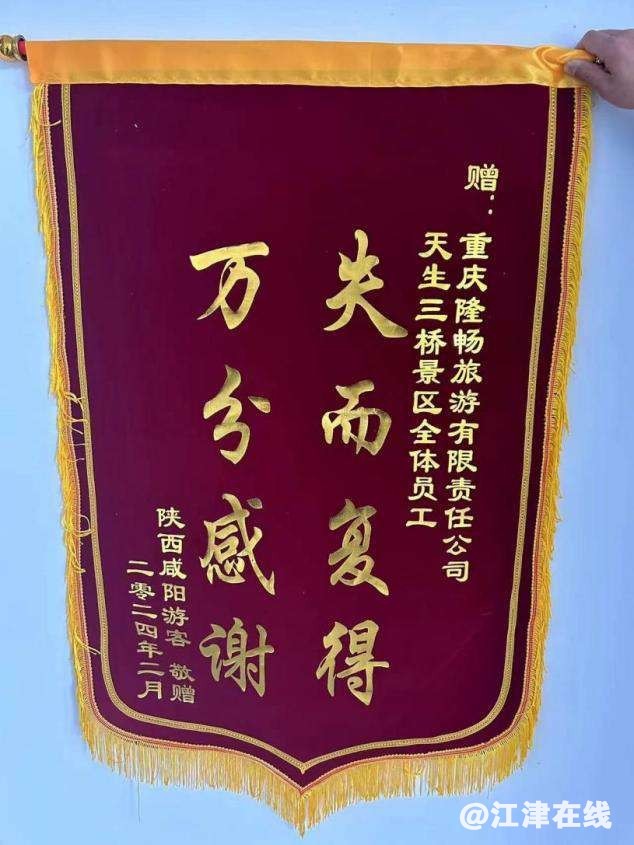 赠：
重庆隆畅旅游有限责任公司
天生三桥景区全体员工
失而复得
万分感谢
陕西咸阳游客 敬赠
二零二四年二月
@江津在线